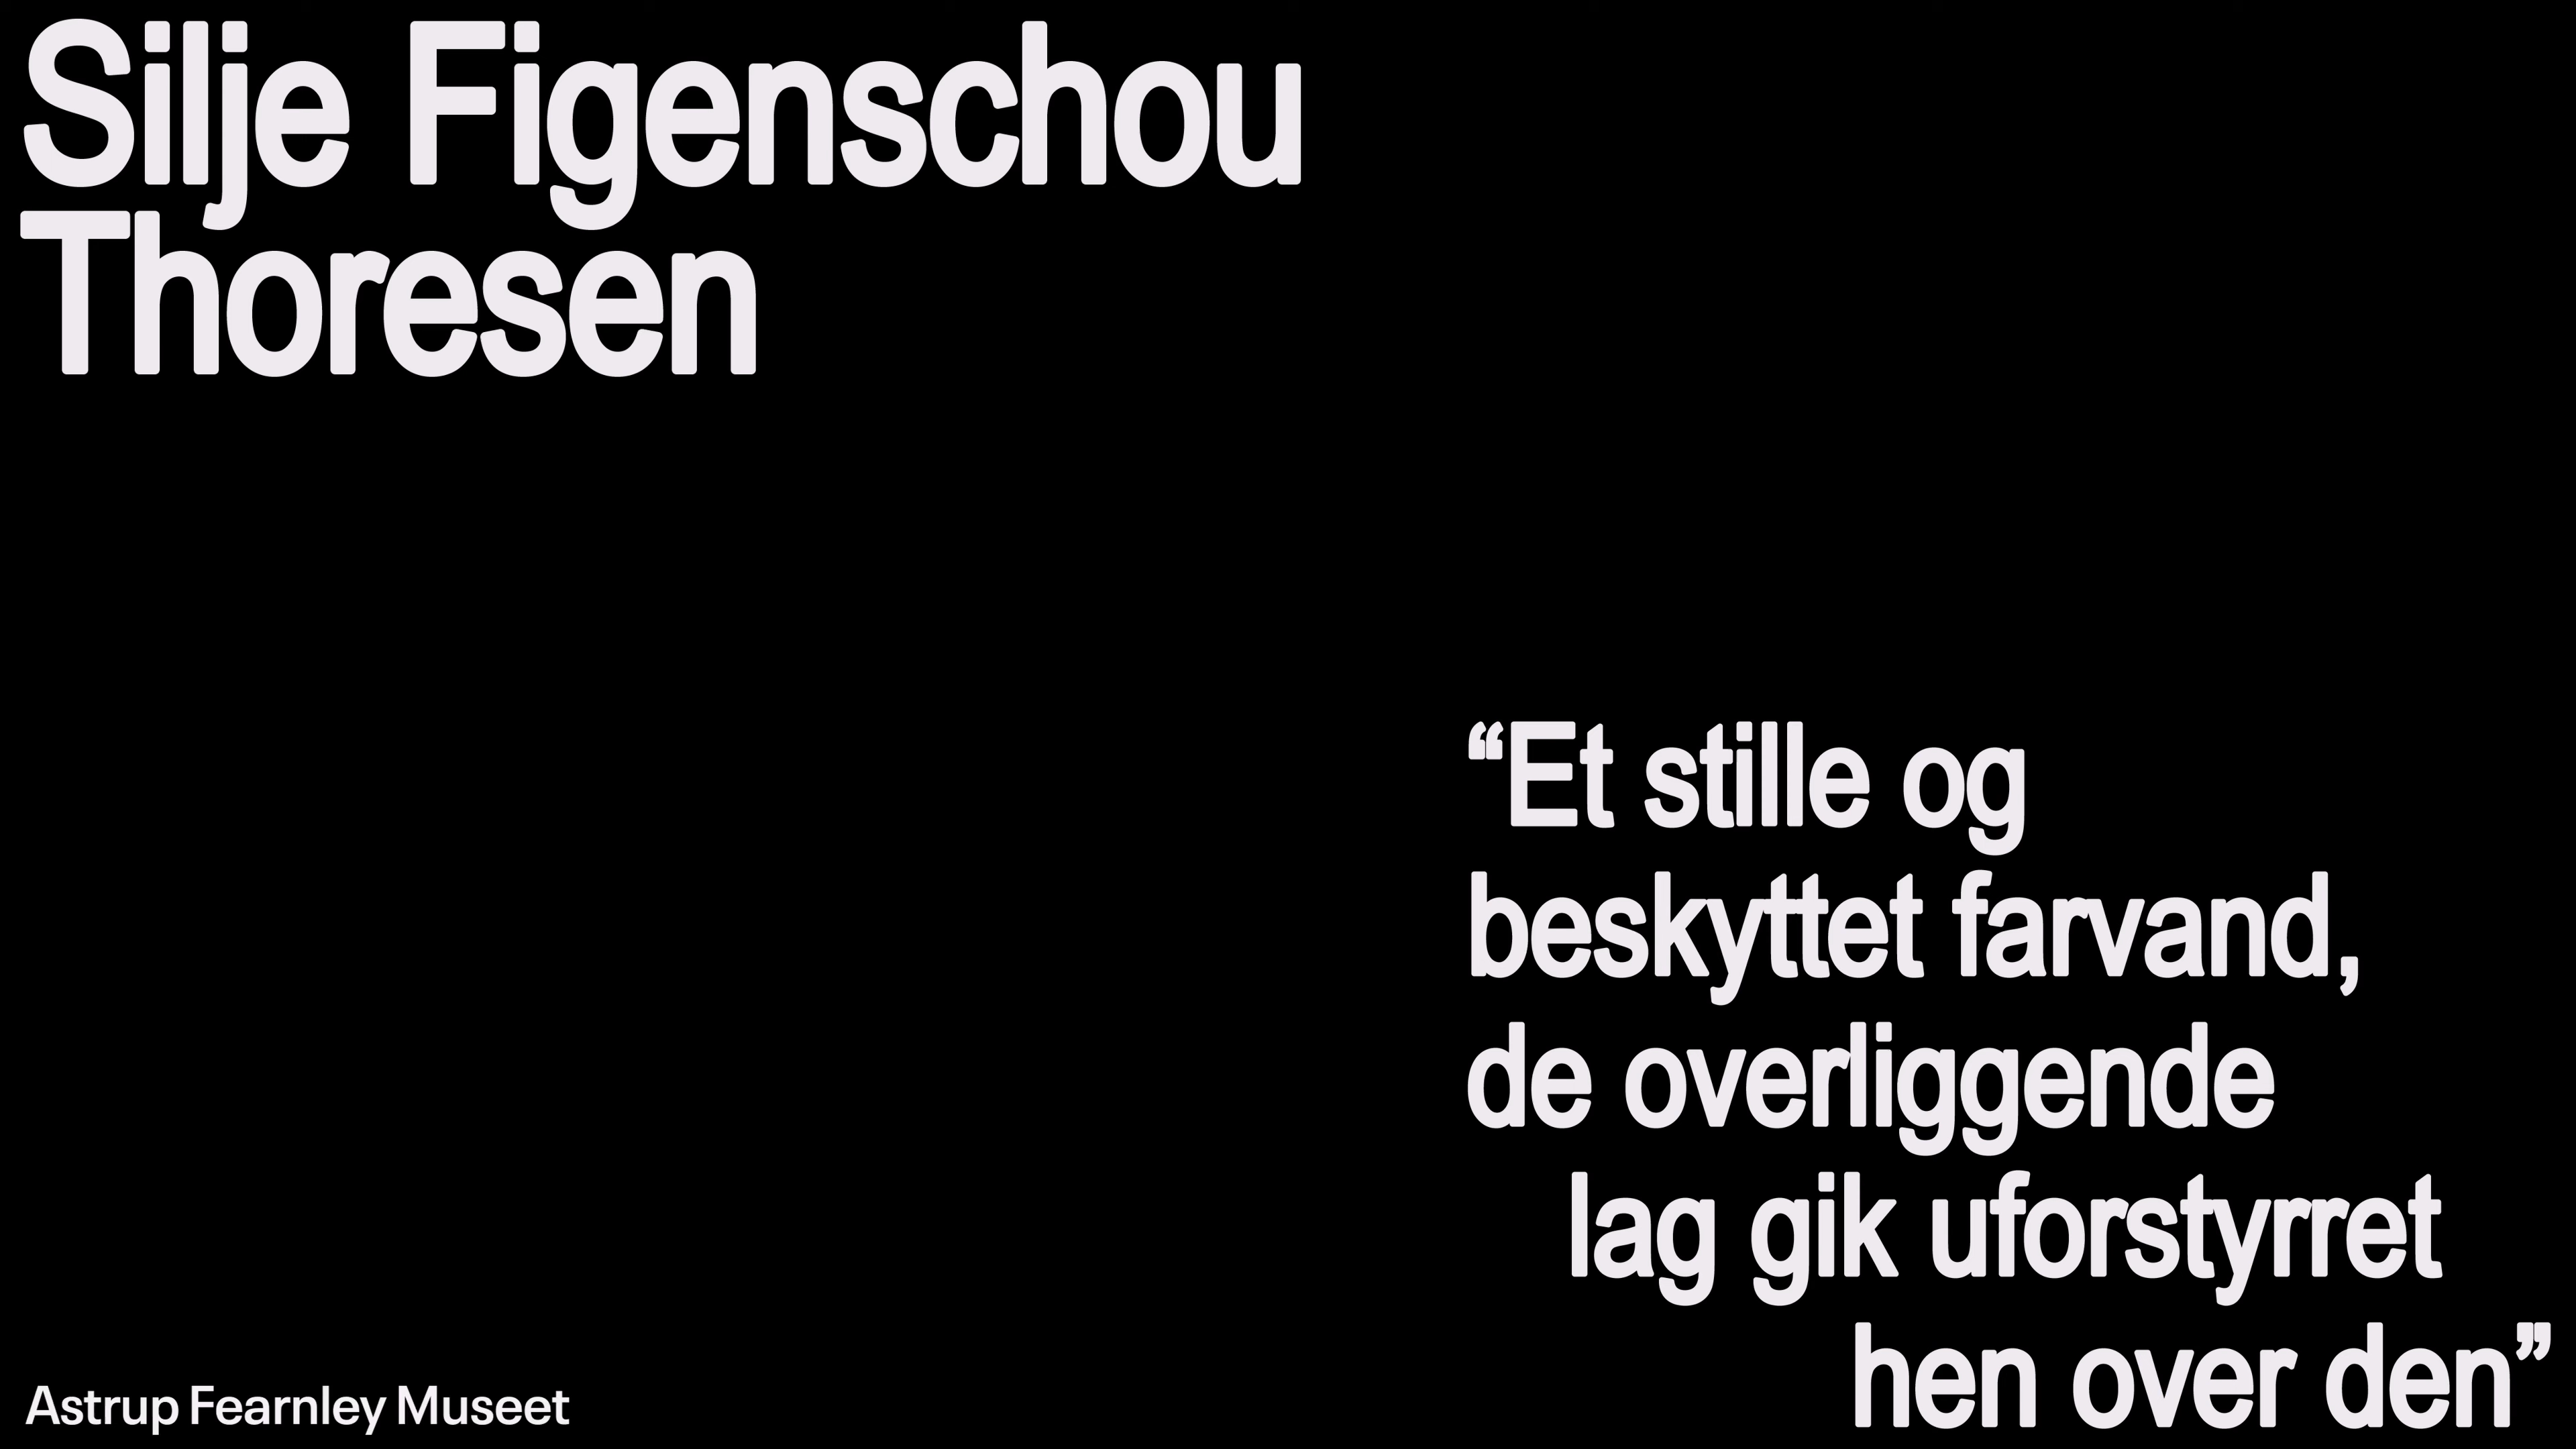 Silje Figenschou
Thoresen
“Et stille og
beskyttet farvand,
de overliggende
lag gik uforstyrret
hen over den”
Astrup Fearnley Museet